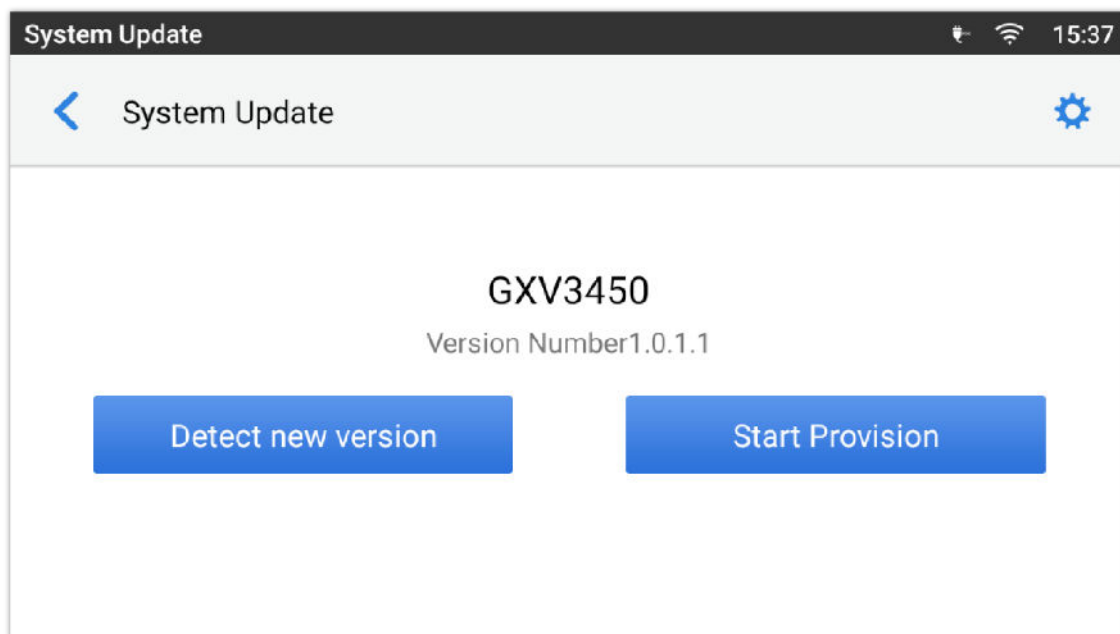 System Update 15:37
System Update
GXV3450
Version Number1.0.1.1
Detect new version Start Provision